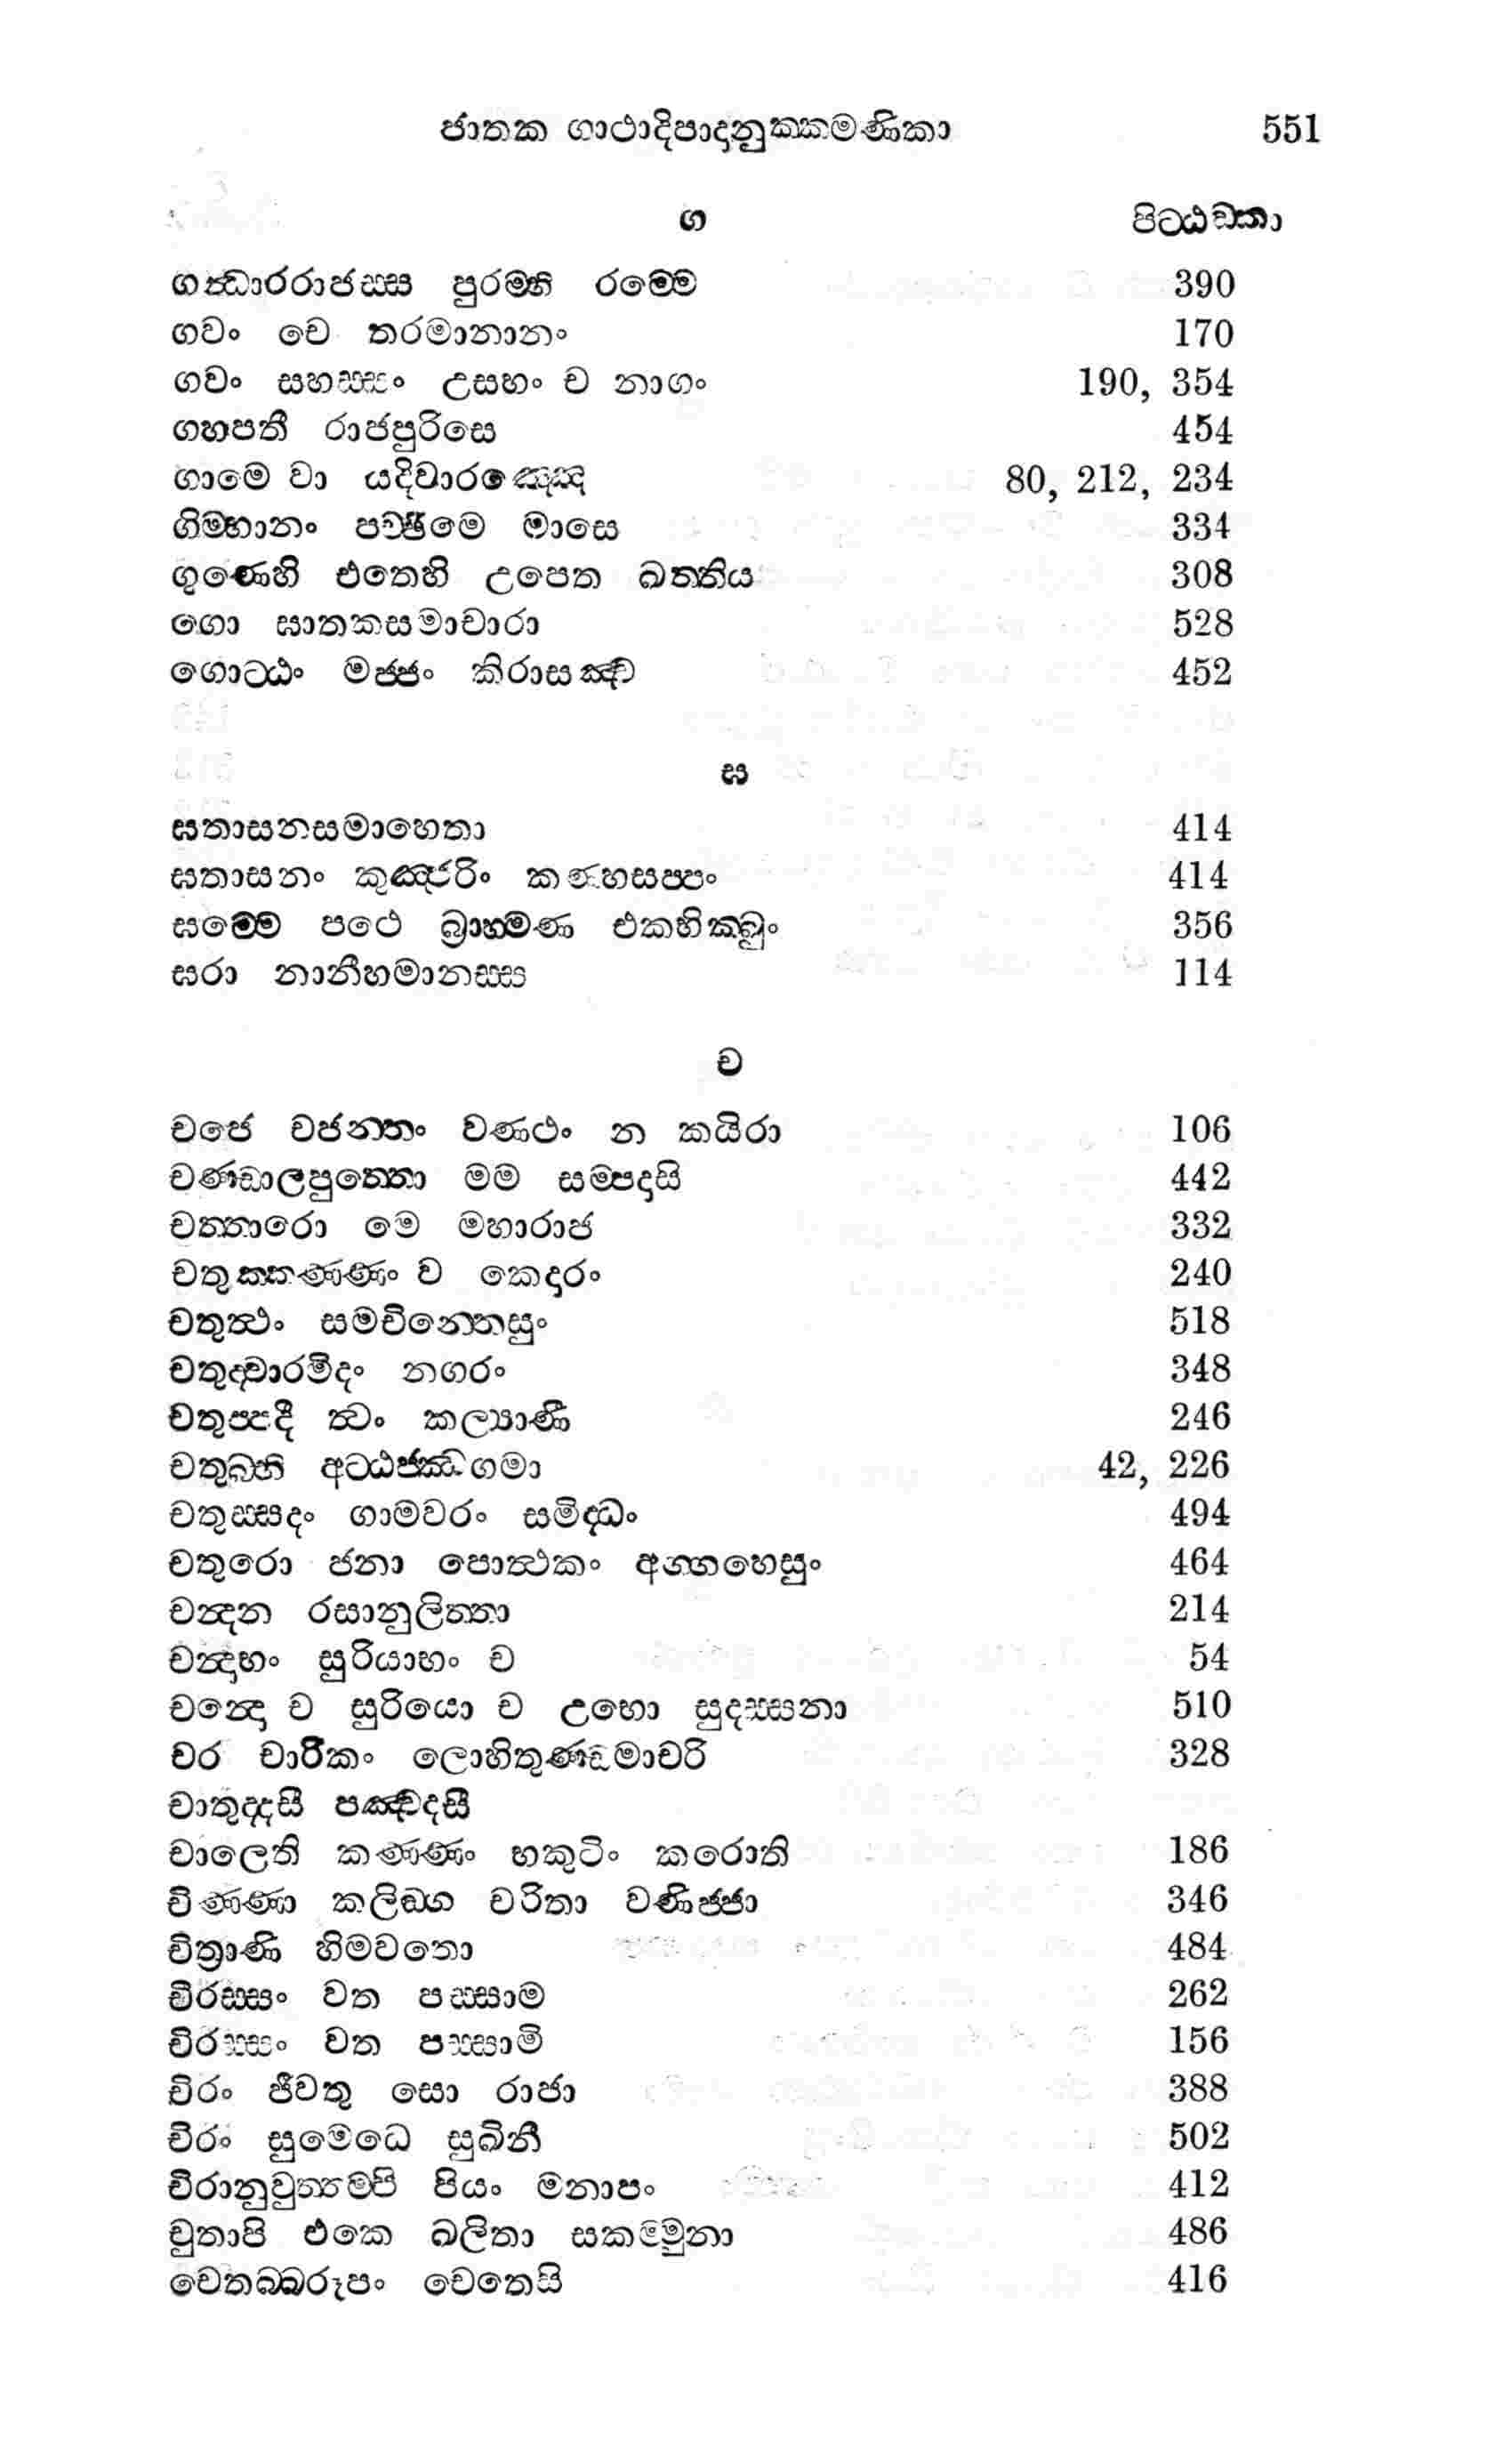 ජාතක ගාථාදිපාදානුක්කමණිකා 551
ග පිට්ඨඞ්කා
ගන්ධාරරාජස්ස පුරම්හි රම්මෙ 390
ගවං චෙ තරමානානං 170
ගවං සහස්සං උසභං ච නාගං 190, 354
ගහපතී රාජපුරිසෙ 454
ගාමෙ වා යදිවාරඤ්ඤෙ 80, 212, 234
ගිම්හානං පච්ඡිමෙ මාසෙ 334
ගුණෙහි එතෙහි උපෙත ඛත්තිය 308
ගො ඝාතකසමාචාරා 528
ගොට්ඨං මජ්ජං කිරාසඤ්ච 452
ඝ
ඝතාසනසමාහෙතා 414
ඝතාසනං කුඤ්ජරිං කණ්හසප්පං 414
ඝම්මෙ පථෙ බ්‍රාහ්මණ එකභික්ඛුං 356
ඝරා නානීහමානස්ස 114
ච
චජෙ චජන්තං වණථං න කයිරා 106
චණ්ඩාලපුත්තො මම සම්පදාසි 442
චත්තාරො මෙ මහාරාජ 332
චතුක්කණ්ණං ව කෙදාරං 240
චතුත්ථං සමචින්තෙසුං 518
චතුද්වාරමිදං නගරං 348
චතුප්පදී ත්වං කල්‍යාණී 246
චතුබ්භි අට්ඨජ්ඣගමා 42, 226
චතුස්සදං ගාමවරං සමිද්ධං 494
චතුරො ජනා පොත්ථකං අග්ගහෙසුං 464
චන්දන රසානුලිත්තා 214
චන්දාභං සුරියාභං ච 54
චන්දො ච සුරියො ච උභො සුදස්සනා 510
චර චාරිකං ලොහිතුණ්ඩමාචරි 328
චාතුද්දසී පඤ්චදසී
චාලෙති කණ්ණං භකුටිං කරොති 186
චිණ්ණා කලිඞ්ග චරිතා වණිජ්ජා 346
චිත්‍රාණි හිමවතො 484
චිරස්සං වත පස්සාම 262
චිරස්සං වත පස්සාමි 156
චිරං ජීවතු සො රාජා 388
චිරං සුමෙධෙ සුඛිනී 502
චිරානුවුත්තම්පි පියං මනාපං 412
චුතාපි එකෙ ඛලිතා සකම්මුනා 486
චෙතබ්බරූපං චෙතෙසි 416